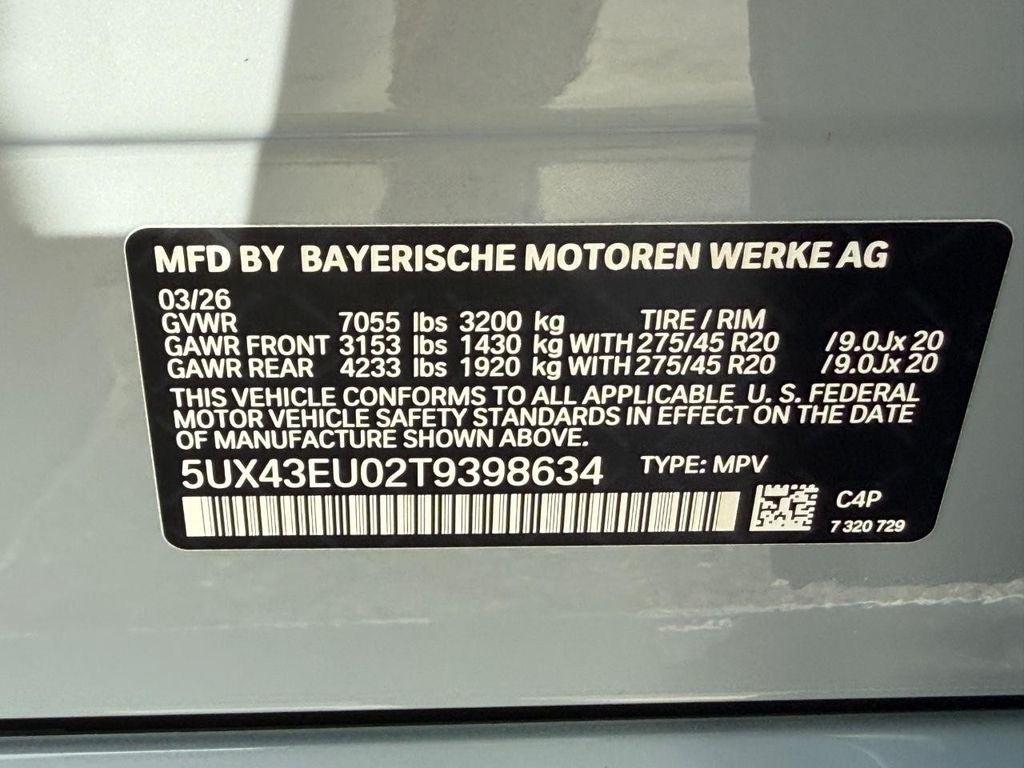 MFD BY BAYERISCHE MOTOREN WERKE AG
03/26
GVWR 7055 lbs 3200 kg TIRE / RIM
GAWR FRONT 3153 lbs 1430 kg WITH 275/45 R20 /9.0Jx 20
GAWR REAR 4233 lbs 1920 kg WITH 275/45 R20 /9.0Jx 20
THIS VEHICLE CONFORMS TO ALL APPLICABLE U. S. FEDERAL
MOTOR VEHICLE SAFETY STANDARDS IN EFFECT ON THE DATE
OF MANUFACTURE SHOWN ABOVE.
5UX43EU02T9398634 TYPE: MPV
C4P
7 320 729